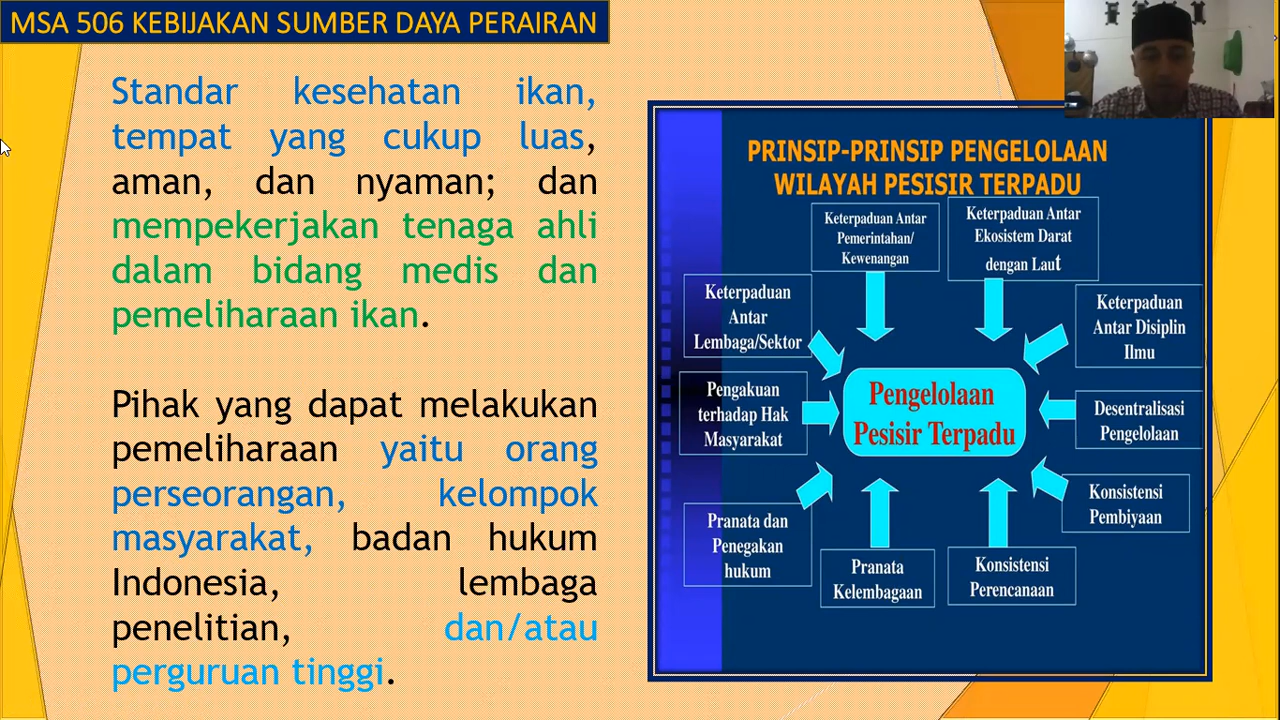 MSA 506 KEBIJAKAN SUMBER DAYA PERAIRAN
Standar kesehatan ikan,
tempat yang cukup luas,
aman, dan nyaman; dan
mempekerjakan tenaga ahli
dalam bidang medis dan
pemeliharaan ikan.
Pihak yang dapat melakukan
pemeliharaan yaitu orang
perseorangan, kelompok
masyarakat, badan hukum
Indonesia, lembaga
penelitian, dan/atau
perguruan tinggi.
PRINSIP-PRINSIP PENGELOLAAN
WILAYAH PESISIR TERPADU
Keterpaduan Antar
Pemerintahan/
Kewenangan
Keterpaduan Antar
Ekosistem Darat
dengan Laut
Keterpaduan
Antar
Lembaga/Sektor
Keterpaduan
Antar Disiplin
Ilmu
Pengakuan
terhadap Hak
Masyarakat
Pengelolaan
Pesisir Terpadu
Desentralisasi
Pengelolaan
Pranata dan
Penegakan
hukum
Pranata
Kelembagaan
Konsistensi
Perencanaan
Konsistensi
Pembiyaan